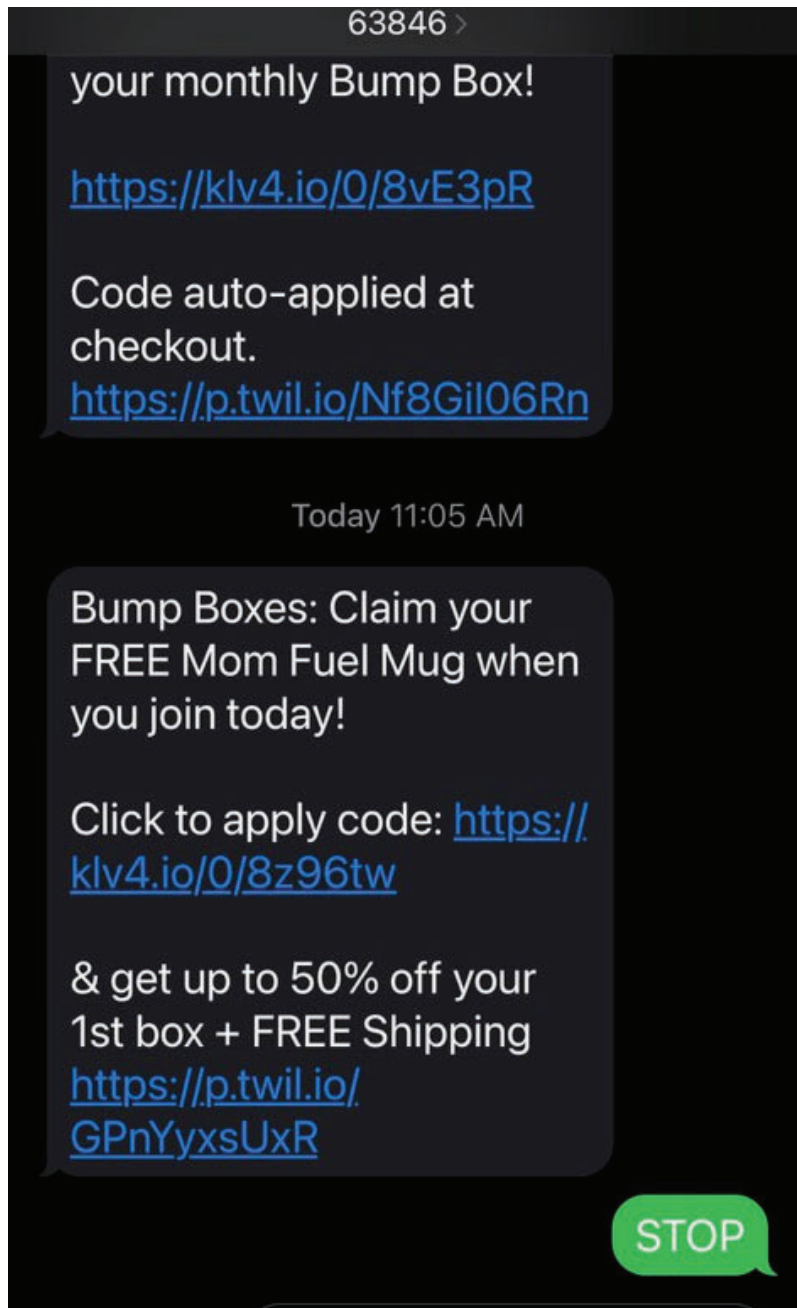 63846
your monthly Bump Box!
https://klv4.io/0/8vE3pR
Code auto-applied at
checkout.
https://p.twil.io/Nf8Gil06Rn
Today 11:05 AM
Bump Boxes: Claim your
FREE Mom Fuel Mug when
you join today!
Click to apply code: https://
klv4.io/0/8z96tw
& get up to 50% off your
1st box + FREE Shipping
https://p.twil.io/
GPnYyxsUxR
STOP